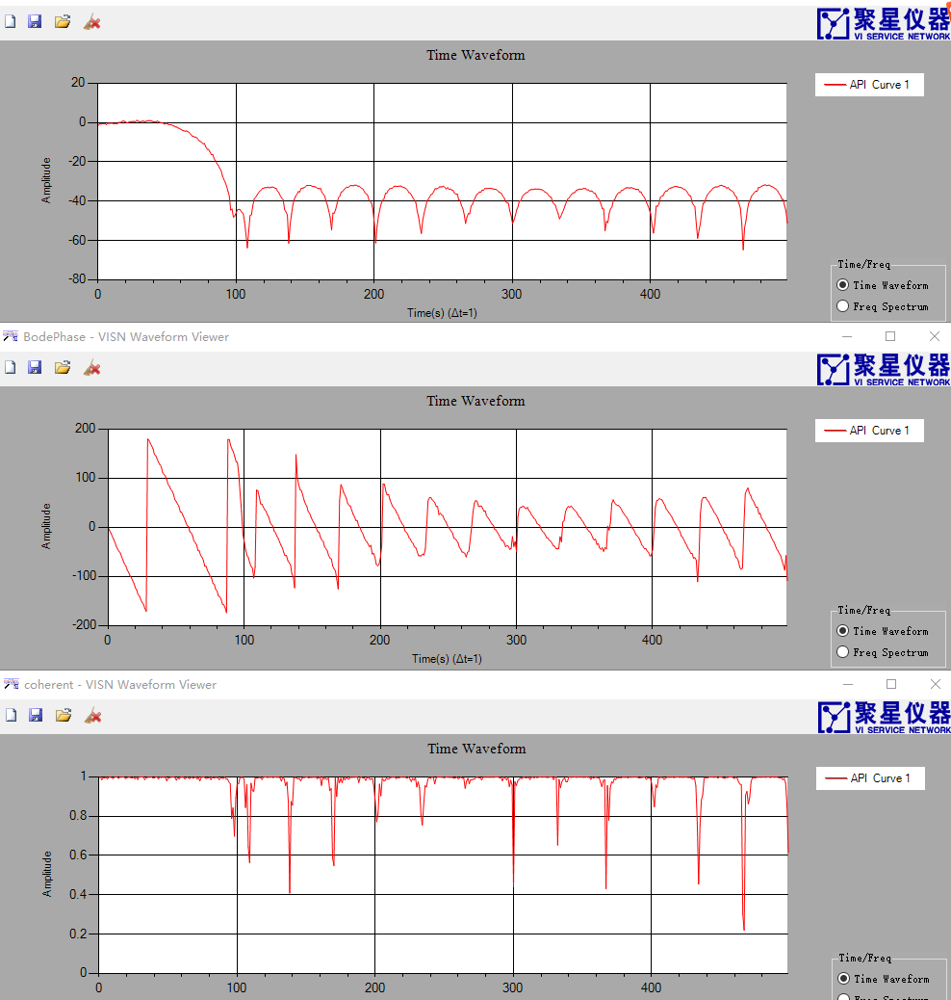 聚星仪器
VI SERVICE NETWORK
Time Waveform
API Curve 1
20
0
-20
-40
-60
-80
Amplitude
0 100 200 300 400
Time(s) (Δt=1)
Time/Freq
Time Waveform
Freq Spectrum
BodePhase - VISN Waveform Viewer
聚星仪器
VI SERVICE NETWORK
Time Waveform
API Curve 1
200
100
0
-100
-200
Amplitude
0 100 200 300 400
Time(s) (Δt=1)
Time/Freq
Time Waveform
Freq Spectrum
coherent - VISN Waveform Viewer
聚星仪器
VI SERVICE NETWORK
Time Waveform
API Curve 1
1
0.8
0.6
0.4
0.2
0
Amplitude
0 100 200 300 400
Time/Freq
Time Waveform